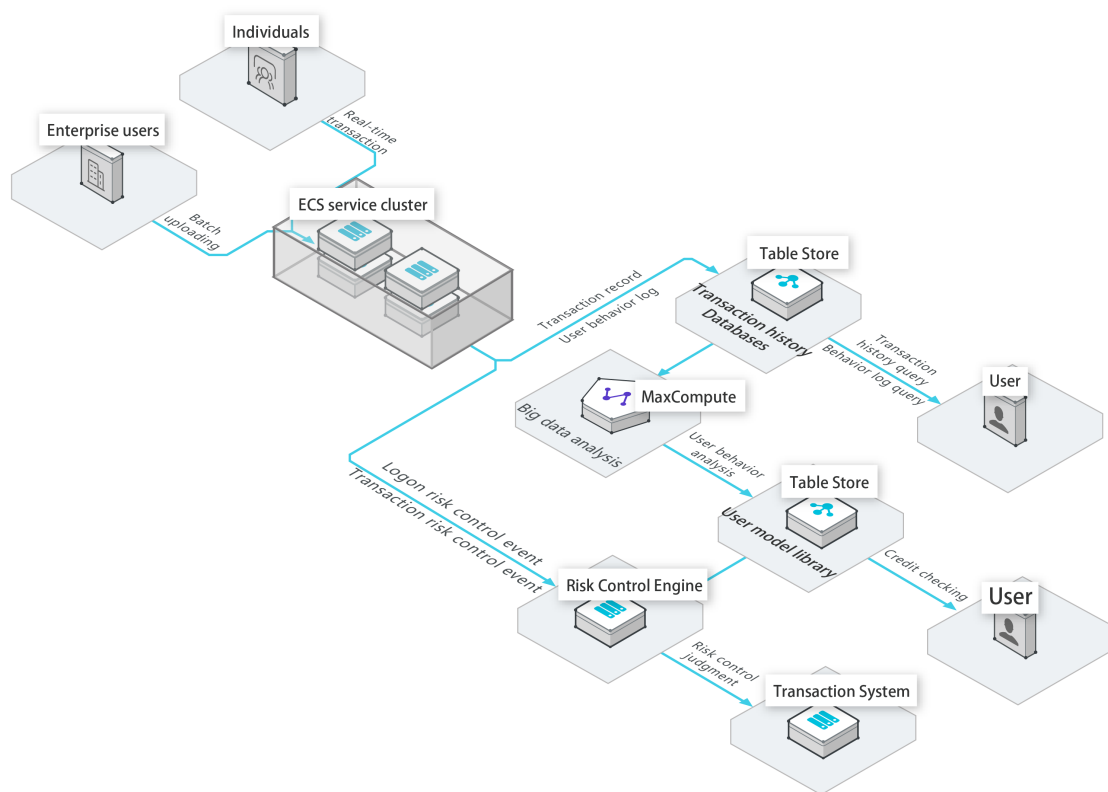 Individuals
Real-time
transaction
Enterprise users
Batch
uploading
ECS service cluster
Transaction record
User behavior log
Table Store
Transaction history
Databases
Transaction
history query
Behavior log query
User
MaxCompute
Big data analysis
User behavior
analysis
Table Store
User model library
Logon risk control event
Transaction risk control event
Risk Control Engine
Credit checking
User
Risk control
judgment
Transaction System